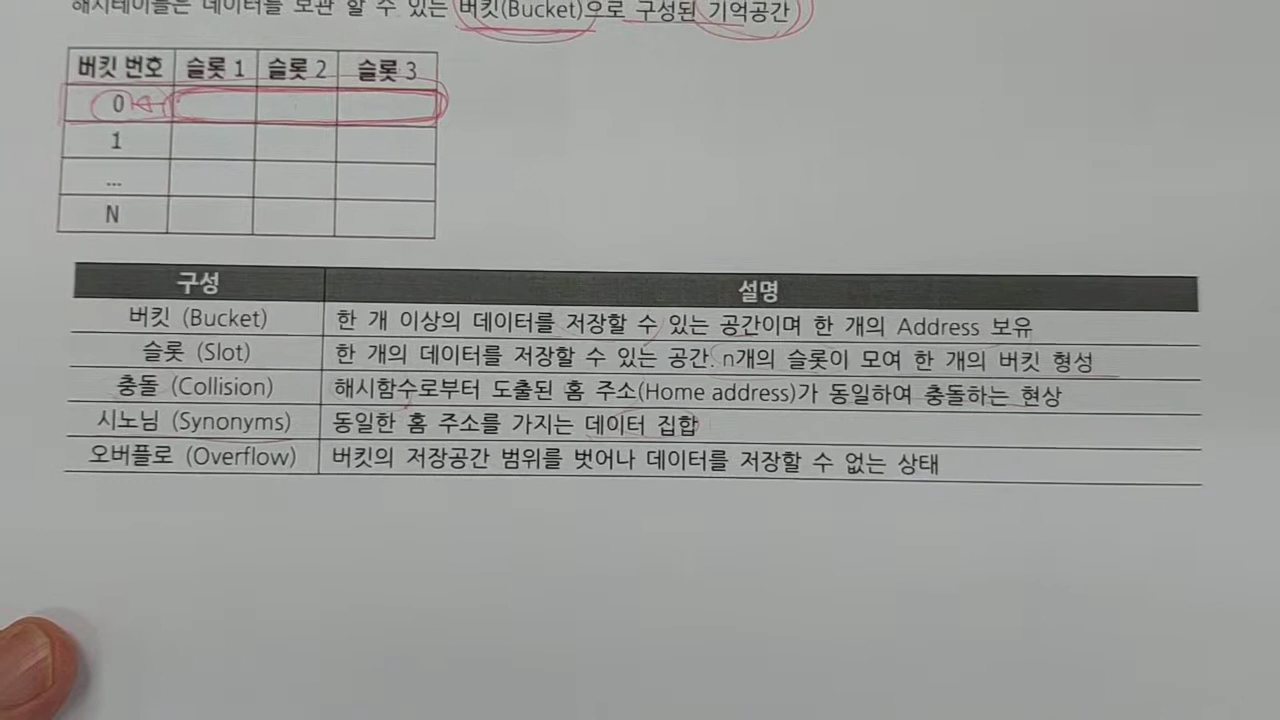 해시테이블은 데이터를 보관 할 수 있는 버킷(Bucket)으로 구성된 기억공간
버킷 번호 슬롯 1 슬롯 2 슬롯 3
0
1
...
N
구성 설명
버킷 (Bucket) 한 개 이상의 데이터를 저장할 수 있는 공간이며 한 개의 Address 보유
슬롯 (Slot) 한 개의 데이터를 저장할 수 있는 공간. n개의 슬롯이 모여 한 개의 버킷 형성
충돌 (Collision) 해시함수로부터 도출된 홈 주소(Home address)가 동일하여 충돌하는 현상
시노님 (Synonyms) 동일한 홈 주소를 가지는 데이터 집합
오버플로 (Overflow) 버킷의 저장공간 범위를 벗어나 데이터를 저장할 수 없는 상태